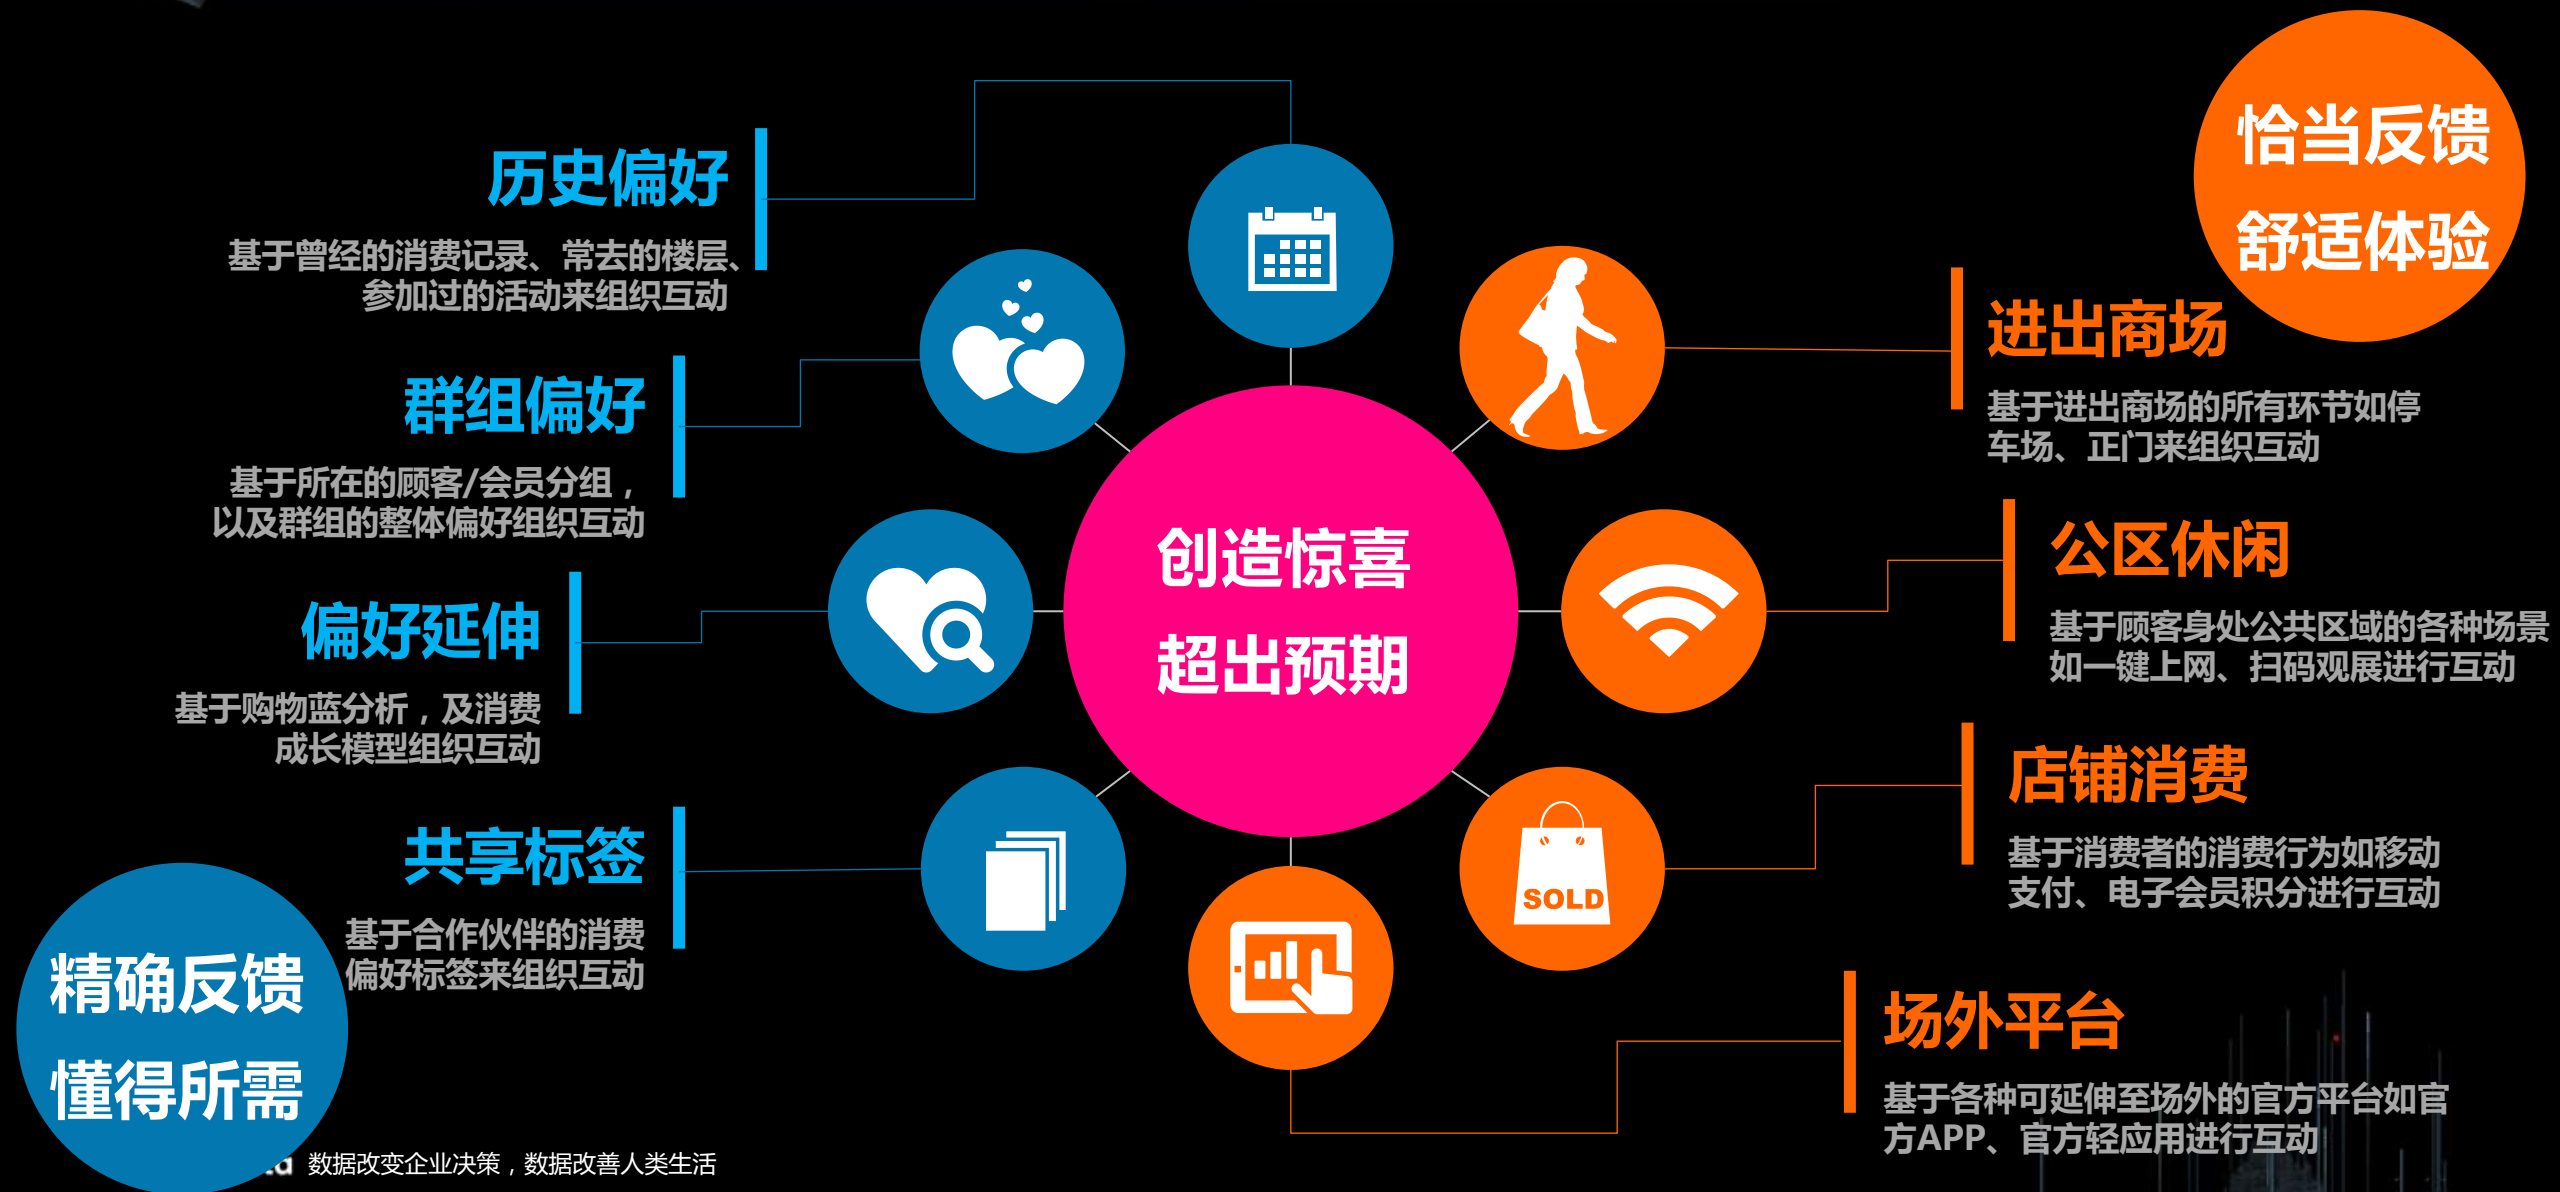 历史偏好
基于曾经的消费记录、常去的楼层、
参加过的活动来组织互动
群组偏好
基于所在的顾客/会员分组，
以及群组的整体偏好组织互动
偏好延伸
基于购物蓝分析，及消费
成长模型组织互动
共享标签
基于合作伙伴的消费
偏好标签来组织互动
精确反馈
懂得所需
创造惊喜
超出预期
SOLD
恰当反馈
舒适体验
进出商场
基于进出商场的所有环节如停
车场、正门来组织互动
公区休闲
基于顾客身处公共区域的各种场景
如一键上网、扫码观展进行互动
店铺消费
基于消费者的消费行为如移动
支付、电子会员积分进行互动
场外平台
基于各种可延伸至场外的官方平台如官
方APP、官方轻应用进行互动
数据改变企业决策，数据改善人类生活